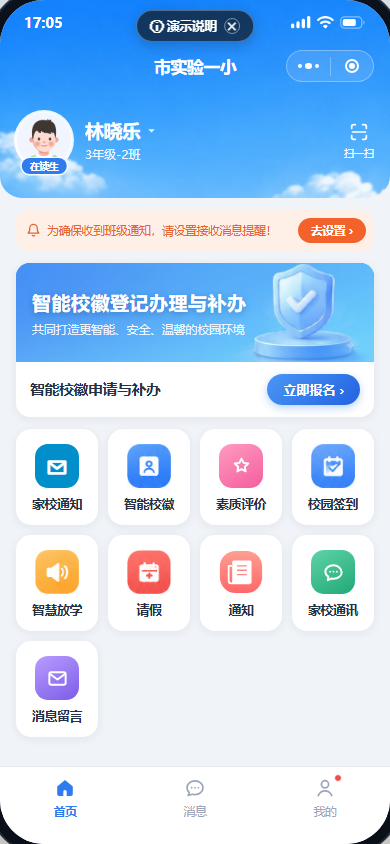 17:05
演示说明
市实验一小
林晓乐
3年级-2班
在读生
扫一扫
为确保收到班级通知，请设置接收消息提醒！
去设置 ›
智能校徽登记办理与补办
共同打造更智能、安全、温馨的校园环境
智能校徽申请与补办
立即报名 ›
家校通知
智能校徽
素质评价
校园签到
智慧放学
请假
通知
家校通讯
消息留言
首页
消息
我的